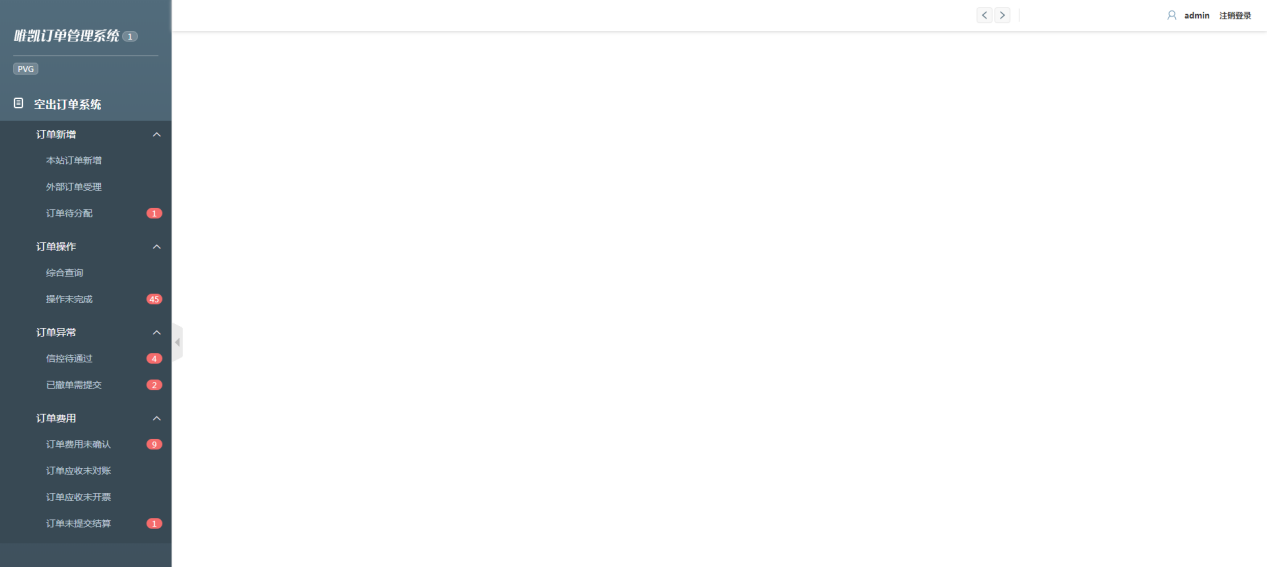 唯凯订单管理系统 1
PVG
空出订单系统
订单新增
本站订单新增
外部订单受理
订单待分配 1
订单操作
综合查询
操作未完成 45
订单异常
信控待通过 4
已撤单需提交 2
订单费用
订单费用未确认 9
订单应收未对账
订单应收未开票
订单未提交结算 1
admin 注销登录